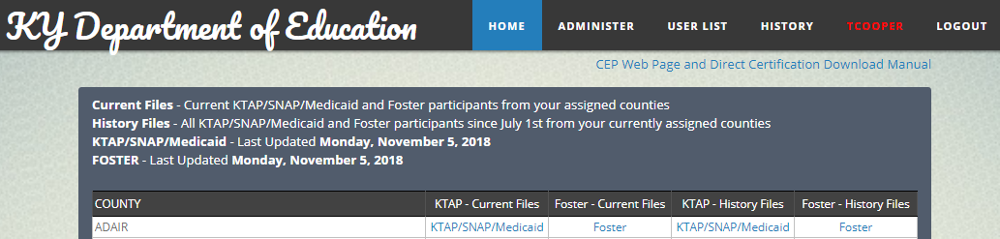 KY Department of Education HOME ADMINISTER USER LIST HISTORY TCOOPER LOGOUT
CEP Web Page and Direct Certification Download Manual
Current Files - Current KTAP/SNAP/Medicaid and Foster participants from your assigned counties
History Files - All KTAP/SNAP/Medicaid and Foster participants since July 1st from your currently assigned counties
KTAP/SNAP/Medicaid - Last Updated Monday, November 5, 2018
FOSTER - Last Updated Monday, November 5, 2018
COUNTY KTAP - Current Files Foster - Current Files KTAP - History Files Foster - History Files
ADAIR KTAP/SNAP/Medicaid Foster KTAP/SNAP/Medicaid Foster